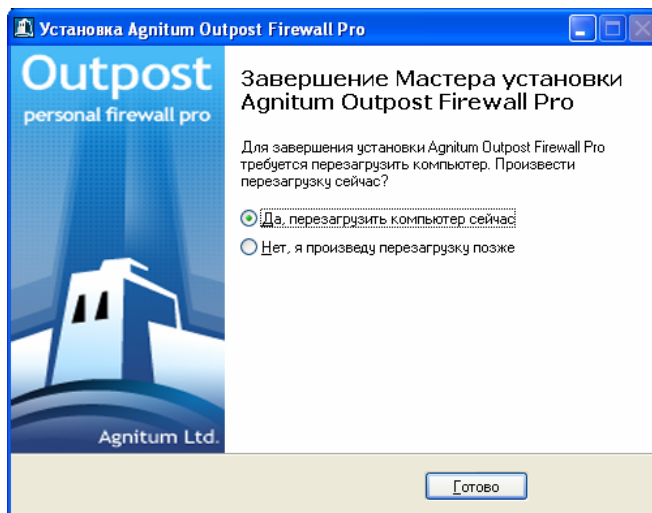 Установка Agnitum Outpost Firewall Pro
Outpost
personal firewall pro
Завершение Мастера установки
Agnitum Outpost Firewall Pro
Для завершения установки Agnitum Outpost Firewall Pro
требуется перезагрузить компьютер. Произвести
перезагрузку сейчас?
Да, перезагрузить компьютер сейчас
Нет, я произведу перезагрузку позже
Agnitum Ltd.
Готово